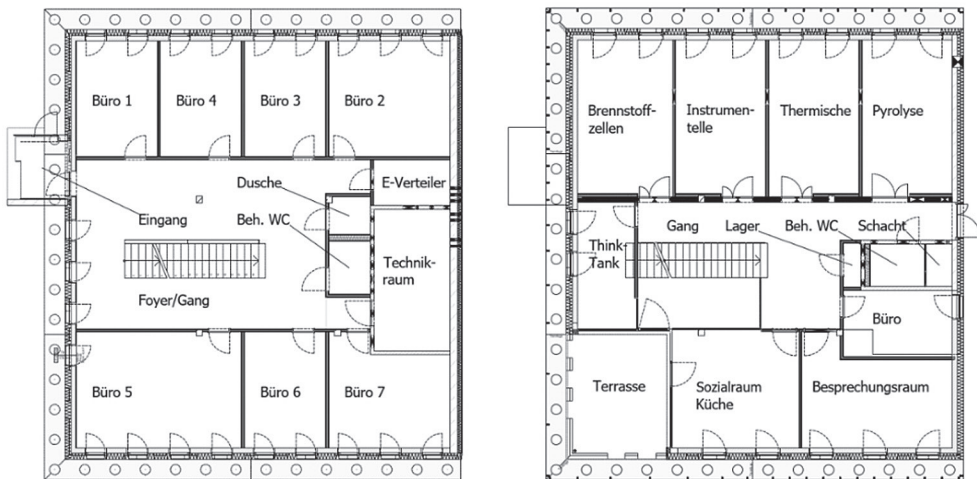 Büro 1
Büro 4
Büro 3
Büro 2
Dusche
E-Verteiler
Eingang
Beh. WC
Technik-
raum
Foyer/Gang
Büro 5
Büro 6
Büro 7
Brennstoff-
zellen
Instrumen-
telle
Thermische
Pyrolyse
Gang
Lager
Beh. WC
Schacht
Think-
Tank
Büro
Terrasse
Sozialraum
Küche
Besprechungsraum